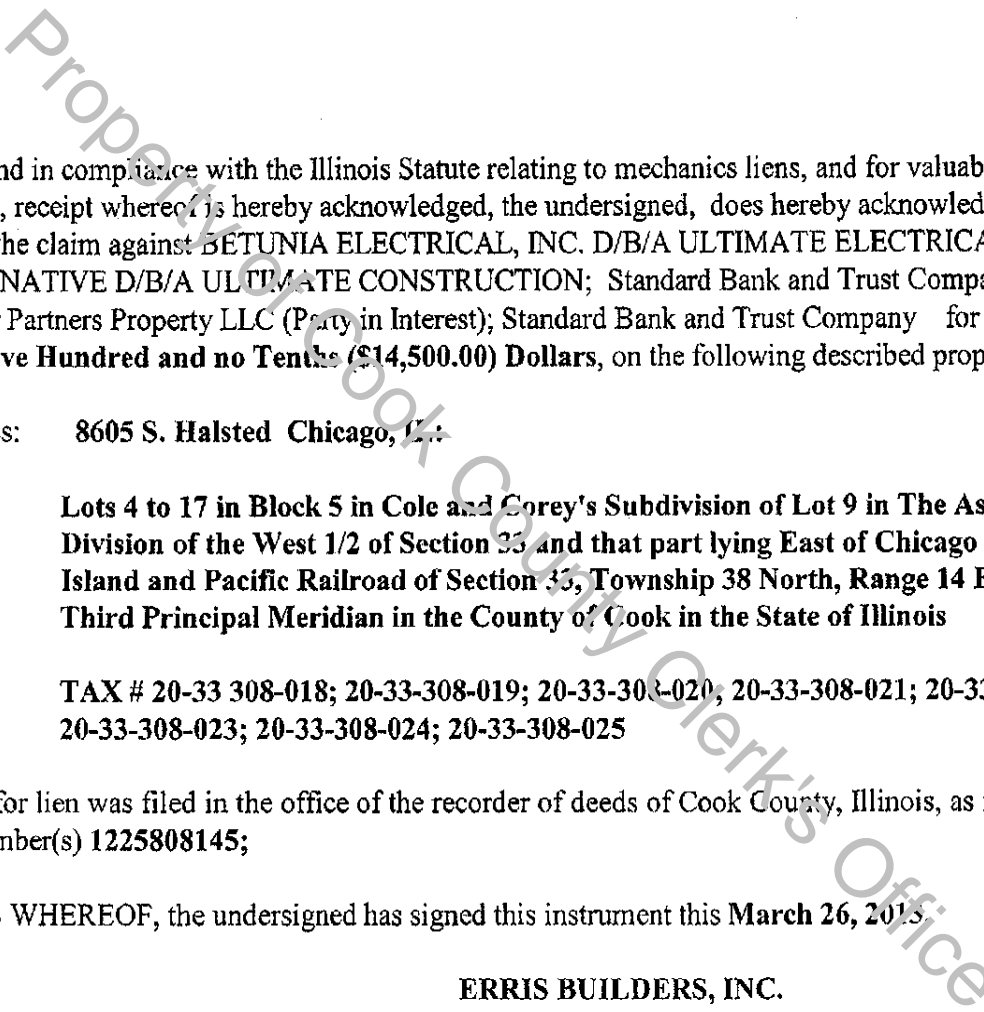 nd in compliance with the Illinois Statute relating to mechanics liens, and for valuab
, receipt whereof is hereby acknowledged, the undersigned, does hereby acknowled
he claim against BETUNIA ELECTRICAL, INC. D/B/A ULTIMATE ELECTRICA
NATIVE D/B/A ULTIMATE CONSTRUCTION; Standard Bank and Trust Compa
Partners Property LLC (Party in Interest); Standard Bank and Trust Company for
ve Hundred and no Tenths ($14,500.00) Dollars, on the following described prop
s: 8605 S. Halsted Chicago,
Lots 4 to 17 in Block 5 in Cole and Corey's Subdivision of Lot 9 in The As
Division of the West 1/2 of Section 33 and that part lying East of Chicago
Island and Pacific Railroad of Section 33, Township 38 North, Range 14 E
Third Principal Meridian in the County of Cook in the State of Illinois
TAX # 20-33 308-018; 20-33-308-019; 20-33-308-020, 20-33-308-021; 20-33
20-33-308-023; 20-33-308-024; 20-33-308-025
for lien was filed in the office of the recorder of deeds of Cook County, Illinois, as
nber(s) 1225808145;
WHEREOF, the undersigned has signed this instrument this March 26,
ERRIS BUILDERS, INC.
Property of Cook County Clerk's Office